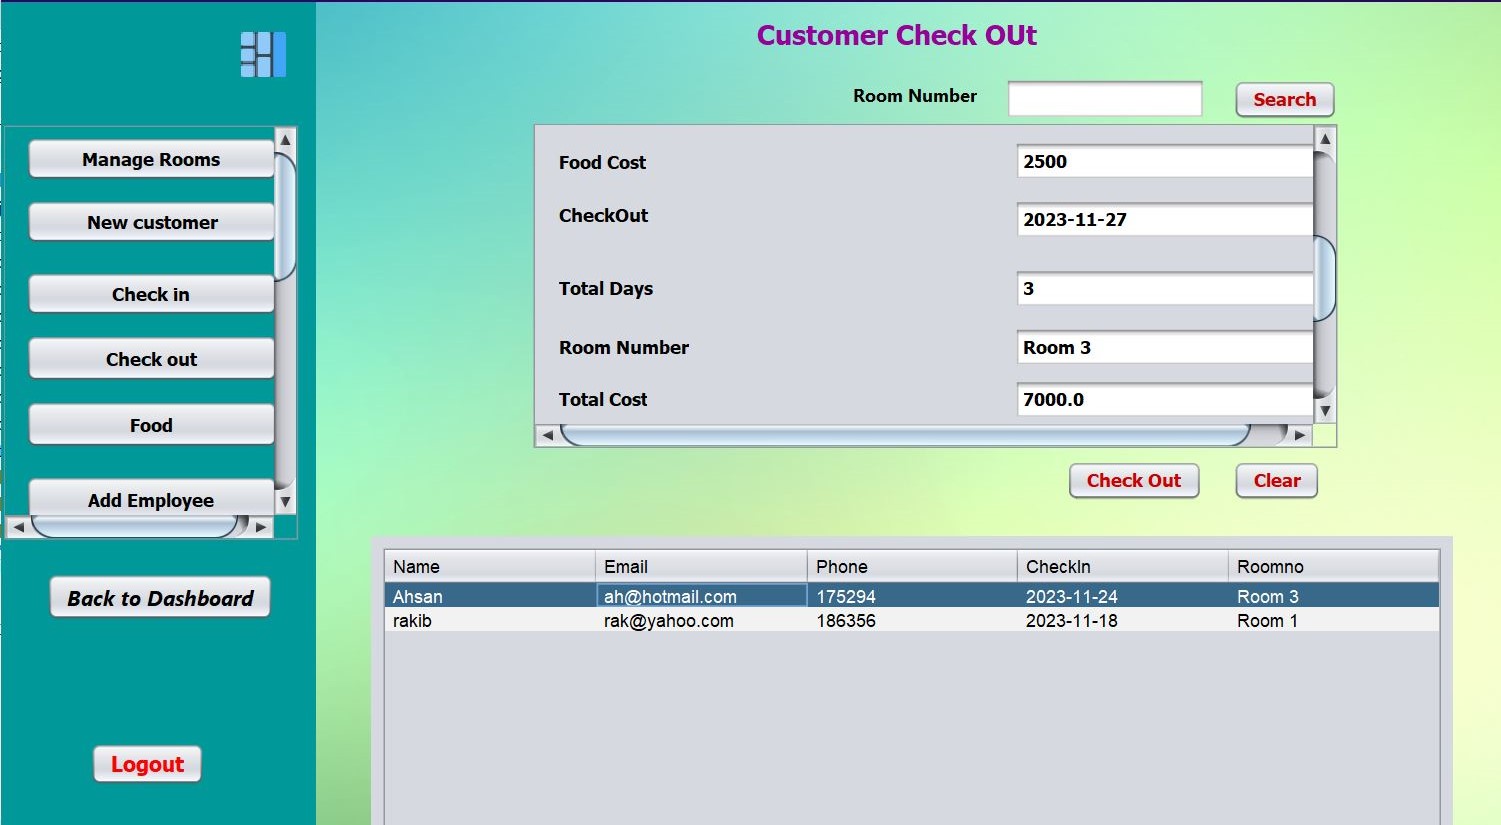 Customer Check OUt
Room Number
Search
Manage Rooms
New customer
Check in
Check out
Food
Add Employee
Back to Dashboard
Logout
Food Cost 2500
CheckOut 2023-11-27
Total Days 3
Room Number Room 3
Total Cost 7000.0
Check Out Clear
Name Email Phone CheckIn Roomno
Ahsan ah@hotmail.com 175294 2023-11-24 Room 3
rakib rak@yahoo.com 186356 2023-11-18 Room 1